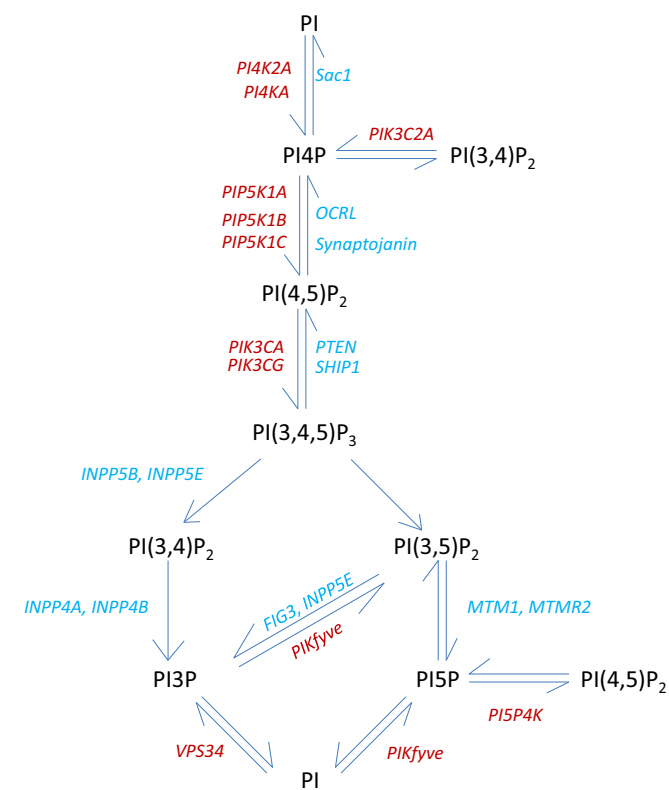 PI
PI4K2A
Sac1
PI4KA
PIK3C2A
PI4P
PI(3,4)P2
PIP5K1A
OCRL
PIP5K1B
PIP5K1C
Synaptojanin
PI(4,5)P2
PIK3CA
PTEN
PIK3CG
SHIP1
PI(3,4,5)P3
INPP5B, INPP5E
PI(3,4)P2
PI(3,5)P2
INPP4A, INPP4B
FIG3, INPP5E
PIKfyve
MTM1, MTMR2
PI3P
PI5P
PI(4,5)P2
PI5P4K
VPS34
PIKfyve
PI